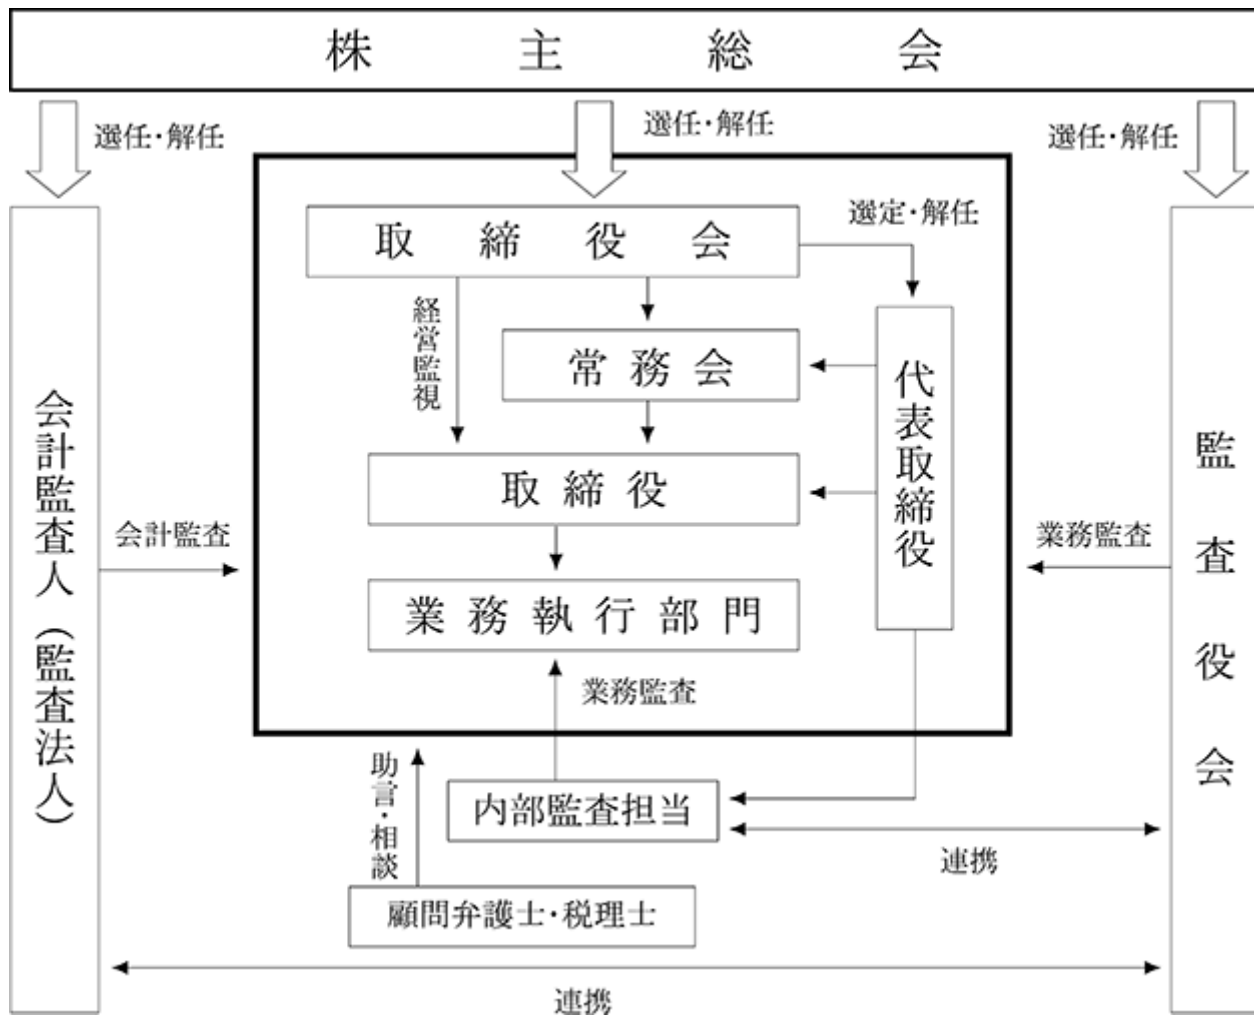 株主総会
選任・解任
選任・解任
選任・解任
取締役会
選定・解任
経営監視
常務会
代表取締役
取締役
業務執行部門
会計監査人（監査法人）
会計監査
業務監査
監査役会
業務監査
内部監査担当
助言・相談
連携
顧問弁護士・税理士
連携